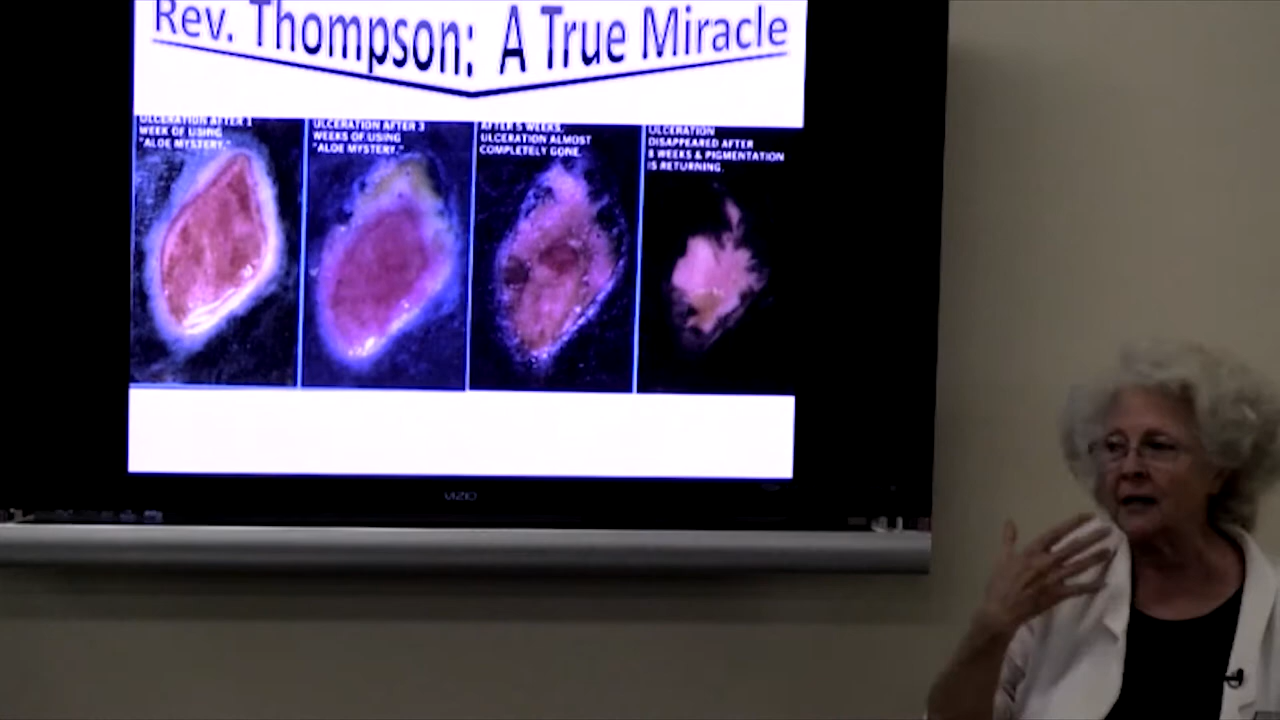 Rev. Thompson: A True Miracle
ULCERATION AFTER 1
WEEK OF USING
"ALOE MYSTERY."
ULCERATION AFTER 3
WEEKS OF USING
"ALOE MYSTERY."
AFTER 5 WEEKS,
ULCERATION ALMOST
COMPLETELY GONE.
ULCERATION
DISAPPEARED AFTER
8 WEEKS & PIGMENTATION
IS RETURNING.
VIZIO